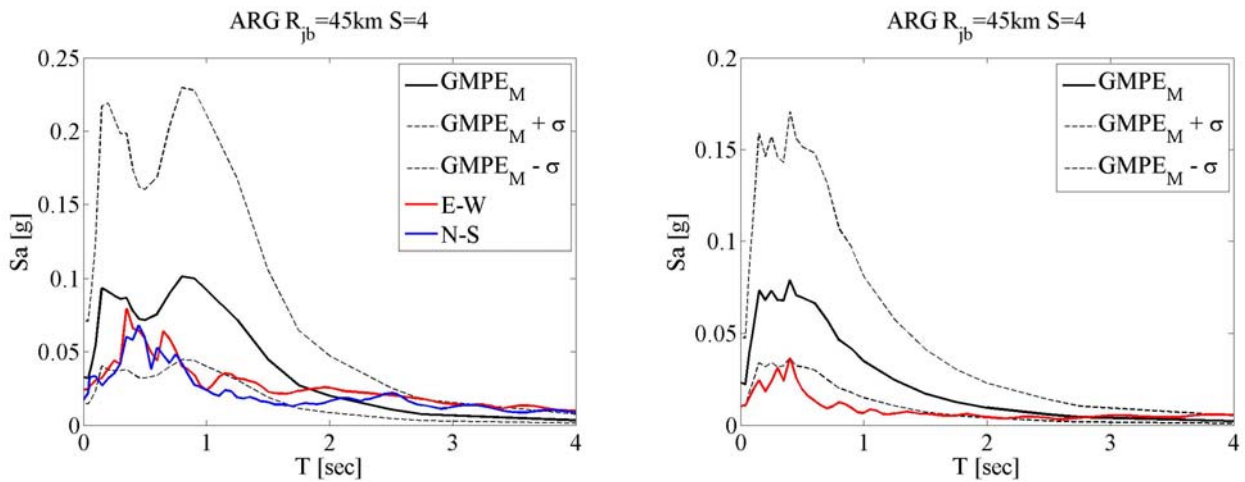 ARG R_jb=45km S=4
0.25
0.2
0.15
0.1
0.05
0
Sa [g]
0 1 2 3 4
T [sec]
GMPE_M
GMPE_M + σ
GMPE_M - σ
E-W
N-S
ARG R_jb=45km S=4
0.2
0.15
0.1
0.05
0
Sa [g]
0 1 2 3 4
T [sec]
GMPE_M
GMPE_M + σ
GMPE_M - σ